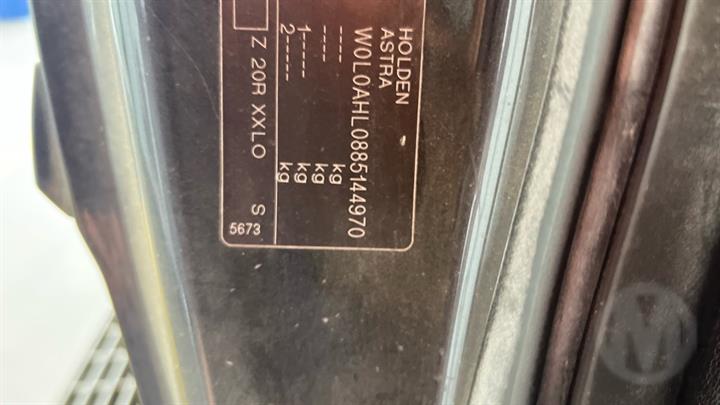 HOLDEN
ASTRA
W0L0AHL0885144970
---- kg
---- kg
1----- kg
2----- kg
Z 20R XXLO S
5673
M